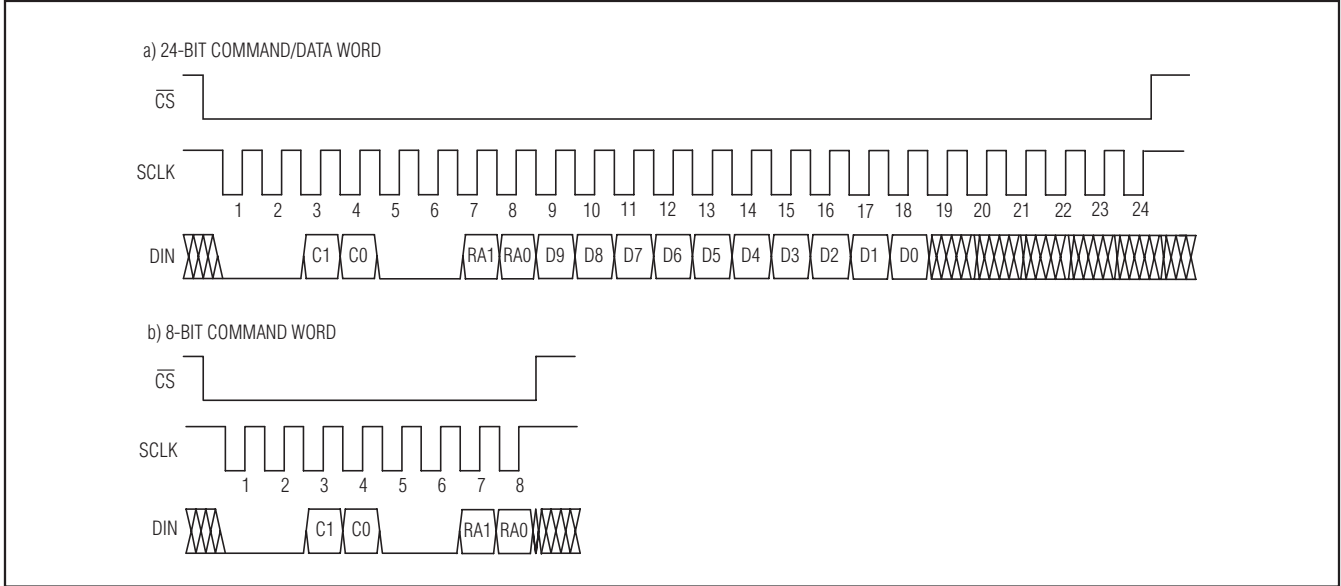 a) 24-BIT COMMAND/DATA WORD
CS
SCLK
1 2 3 4 5 6 7 8 9 10 11 12 13 14 15 16 17 18 19 20 21 22 23 24
DIN C1 C0 RA1 RA0 D9 D8 D7 D6 D5 D4 D3 D2 D1 D0
b) 8-BIT COMMAND WORD
CS
SCLK
1 2 3 4 5 6 7 8
DIN C1 C0 RA1 RA0